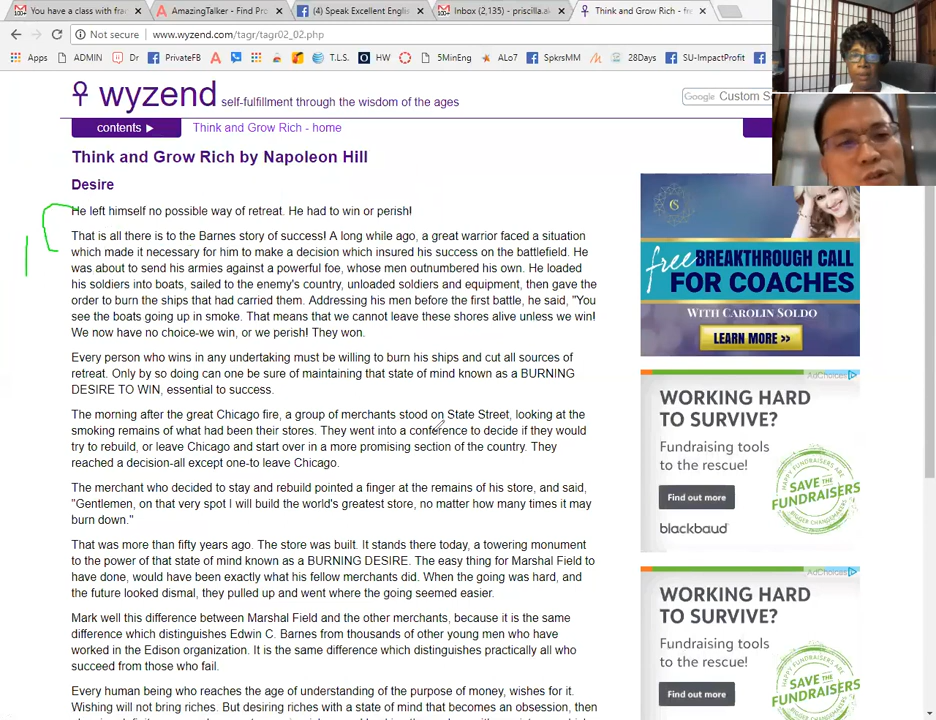 You have a class with fra
AmazingTalker - Find Pro
(4) Speak Excellent Engli
Inbox (2,135) - priscilla.al
Think and Grow Rich - fr
Not secure
www.wyzend.com/tagr/tagr02_02.php
Apps
ADMIN
Dr
PrivateFB
T.L.S.
HW
5MinEng
ALo7
SpkrsMM
28Days
SU-ImpactProfit
wyzend self-fulfillment through the wisdom of the ages
Google Custom S
contents
Think and Grow Rich - home
Think and Grow Rich by Napoleon Hill
Desire
He left himself no possible way of retreat. He had to win or perish!
That is all there is to the Barnes story of success! A long while ago, a great warrior faced a situation
which made it necessary for him to make a decision which insured his success on the battlefield. He
was about to send his armies against a powerful foe, whose men outnumbered his own. He loaded
his soldiers into boats, sailed to the enemy's country, unloaded soldiers and equipment, then gave the
order to burn the ships that had carried them. Addressing his men before the first battle, he said, "You
see the boats going up in smoke. That means that we cannot leave these shores alive unless we win!
We now have no choice-we win, or we perish! They won.
Every person who wins in any undertaking must be willing to burn his ships and cut all sources of
retreat. Only by so doing can one be sure of maintaining that state of mind known as a BURNING
DESIRE TO WIN, essential to success.
The morning after the great Chicago fire, a group of merchants stood on State Street, looking at the
smoking remains of what had been their stores. They went into a conference to decide if they would
try to rebuild, or leave Chicago and start over in a more promising section of the country. They
reached a decision-all except one-to leave Chicago.
The merchant who decided to stay and rebuild pointed a finger at the remains of his store, and said,
"Gentlemen, on that very spot I will build the world's greatest store, no matter how many times it may
burn down."
That was more than fifty years ago. The store was built. It stands there today, a towering monument
to the power of that state of mind known as a BURNING DESIRE. The easy thing for Marshal Field to
have done, would have been exactly what his fellow merchants did. When the going was hard, and
the future looked dismal, they pulled up and went where the going seemed easier.
Mark well this difference between Marshal Field and the other merchants, because it is the same
difference which distinguishes Edwin C. Barnes from thousands of other young men who have
worked in the Edison organization. It is the same difference which distinguishes practically all who
succeed from those who fail.
Every human being who reaches the age of understanding of the purpose of money, wishes for it.
Wishing will not bring riches. But desiring riches with a state of mind that becomes an obsession, then
free BREAKTHROUGH CALL
FOR COACHES
WITH CAROLIN SOLDO
LEARN MORE >>
AdChoices
WORKING HARD
TO SURVIVE?
Fundraising tools
to the rescue!
Find out more
blackbaud
HAPPY FUNDRAISERS ARE
SAVE THE
FUNDRAISERS
BIGGER CHANGEMAKERS
AdChoices
WORKING HARD
TO SURVIVE?
Fundraising tools
to the rescue!
Find out more
HAPPY FUNDRAISERS ARE
SAVE THE
FUNDRAISERS